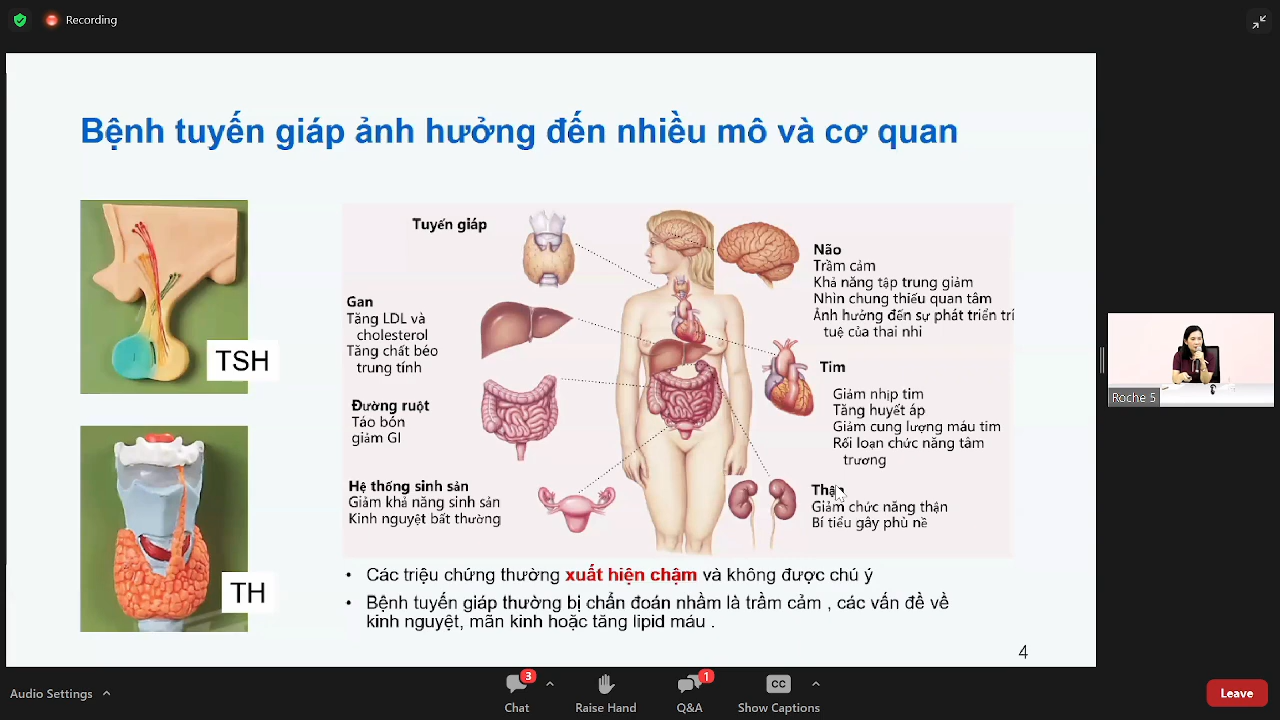 Recording
Bệnh tuyến giáp ảnh hưởng đến nhiều mô và cơ quan
TSH
TH
Tuyến giáp
Gan
Tăng LDL và
cholesterol
Tăng chất béo
trung tính
Đường ruột
Táo bón
giảm GI
Hệ thống sinh sản
Giảm khả năng sinh sản
Kinh nguyệt bất thường
Não
Trầm cảm
Khả năng tập trung giảm
Nhìn chung thiếu quan tâm
Ảnh hưởng đến sự phát triển trí
tuệ của thai nhi
Tim
Giảm nhịp tim
Tăng huyết áp
Giảm cung lượng máu tim
Rối loạn chức năng tâm
trương
Thận
Giảm chức năng thận
Bí tiểu gây phù nề
• Các triệu chứng thường xuất hiện chậm và không được chú ý
• Bệnh tuyến giáp thường bị chẩn đoán nhầm là trầm cảm , các vấn đề về
kinh nguyệt, mãn kinh hoặc tăng lipid máu .
4
Roche 5
Audio Settings
3
Chat
Raise Hand
1
Q&A
CC
Show Captions
Leave